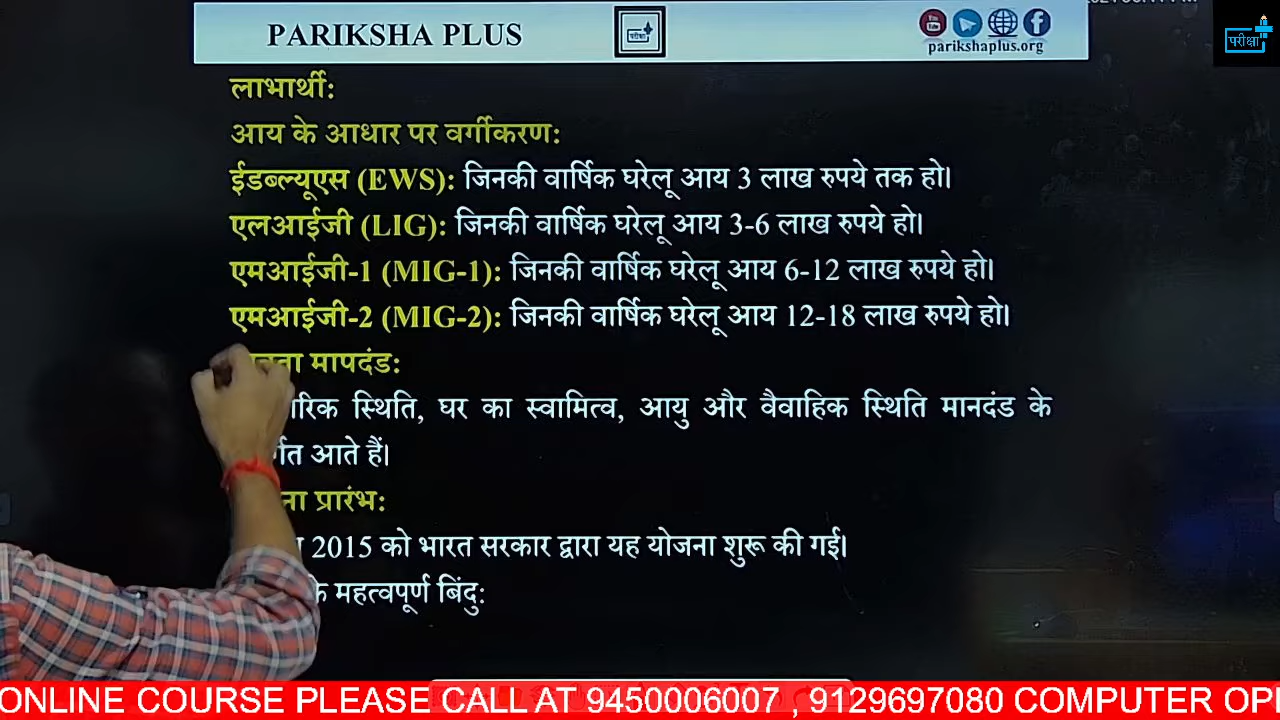 PARIKSHA PLUS
परीक्षा
You Tube
parikshaplus.org
परीक्षा
लाभार्थी:
आय के आधार पर वर्गीकरण:
ईडब्ल्यूएस (EWS): जिनकी वार्षिक घरेलू आय 3 लाख रुपये तक हो।
एलआईजी (LIG): जिनकी वार्षिक घरेलू आय 3-6 लाख रुपये हो।
एमआईजी-1 (MIG-1): जिनकी वार्षिक घरेलू आय 6-12 लाख रुपये हो।
एमआईजी-2 (MIG-2): जिनकी वार्षिक घरेलू आय 12-18 लाख रुपये हो।
मापदंड:
स्थिति, घर का स्वामित्व, आयु और वैवाहिक स्थिति मानदंड के
आते हैं।
प्रारंभ:
2015 को भारत सरकार द्वारा यह योजना शुरू की गई।
के महत्वपूर्ण बिंदु:
ONLINE COURSE PLEASE CALL AT 9450006007 , 9129697080 COMPUTER OPE